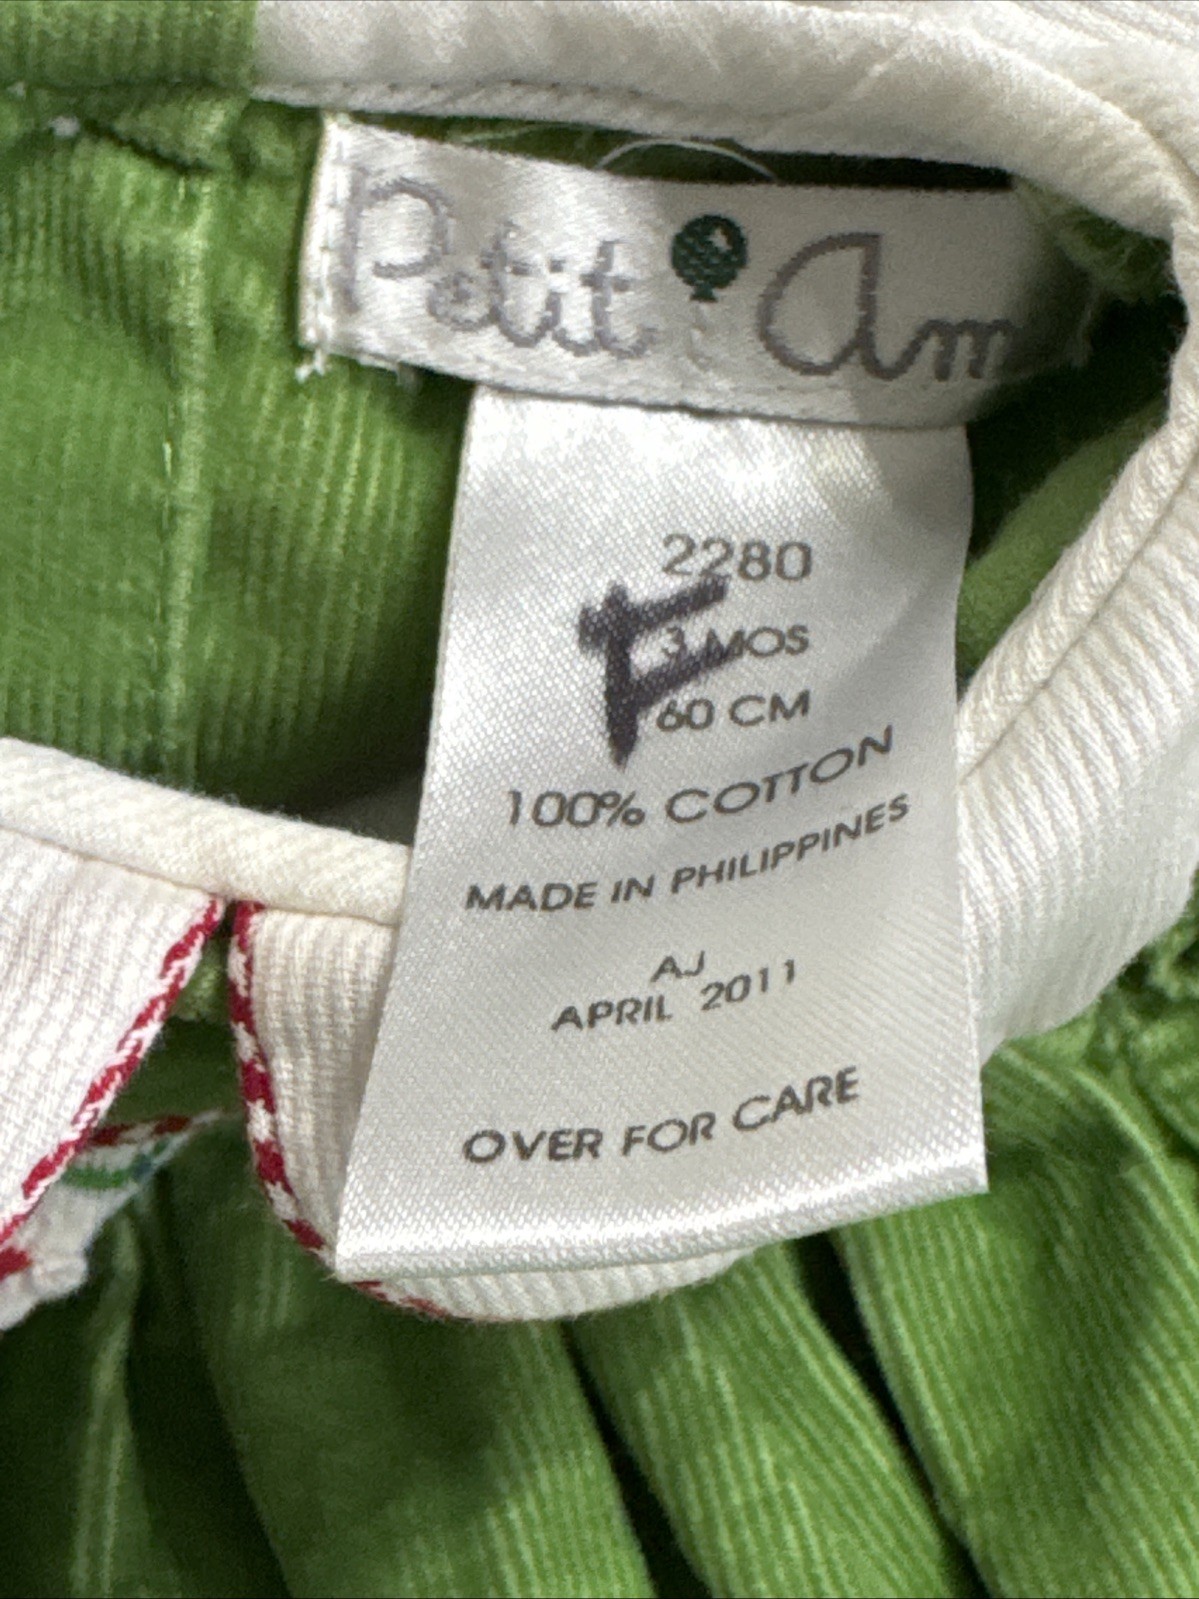 Petit Am
2280
F
3 MOS
60 CM
100% COTTON
MADE IN PHILIPPINES
AJ
APRIL 2011
OVER FOR CARE